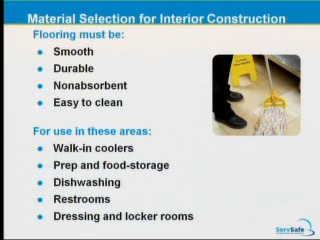 Material Selection for Interior Construction
Flooring must be:
Smooth
Durable
Nonabsorbent
Easy to clean
For use in these areas:
Walk-in coolers
Prep and food-storage
Dishwashing
Restrooms
Dressing and locker rooms
ServSafe